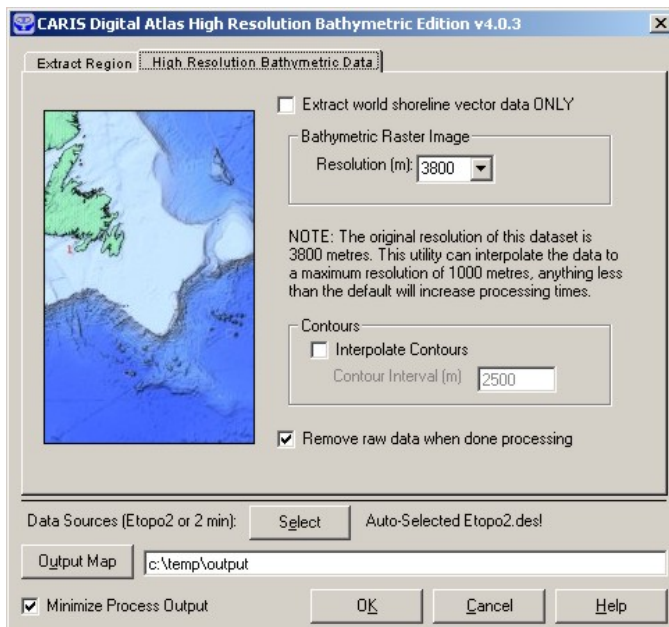 CARIS Digital Atlas High Resolution Bathymetric Edition v4.0.3
Extract Region
High Resolution Bathymetric Data
Extract world shoreline vector data ONLY
Bathymetric Raster Image
Resolution (m): 3800
NOTE: The original resolution of this dataset is
3800 metres. This utility can interpolate the data to
a maximum resolution of 1000 metres, anything less
than the default will increase processing times.
Contours
Interpolate Contours
Contour Interval (m) 2500
Remove raw data when done processing
1
Data Sources (Etopo2 or 2 min): Select Auto-Selected Etopo2.des!
Output Map c:\temp\output
Minimize Process Output OK Cancel Help